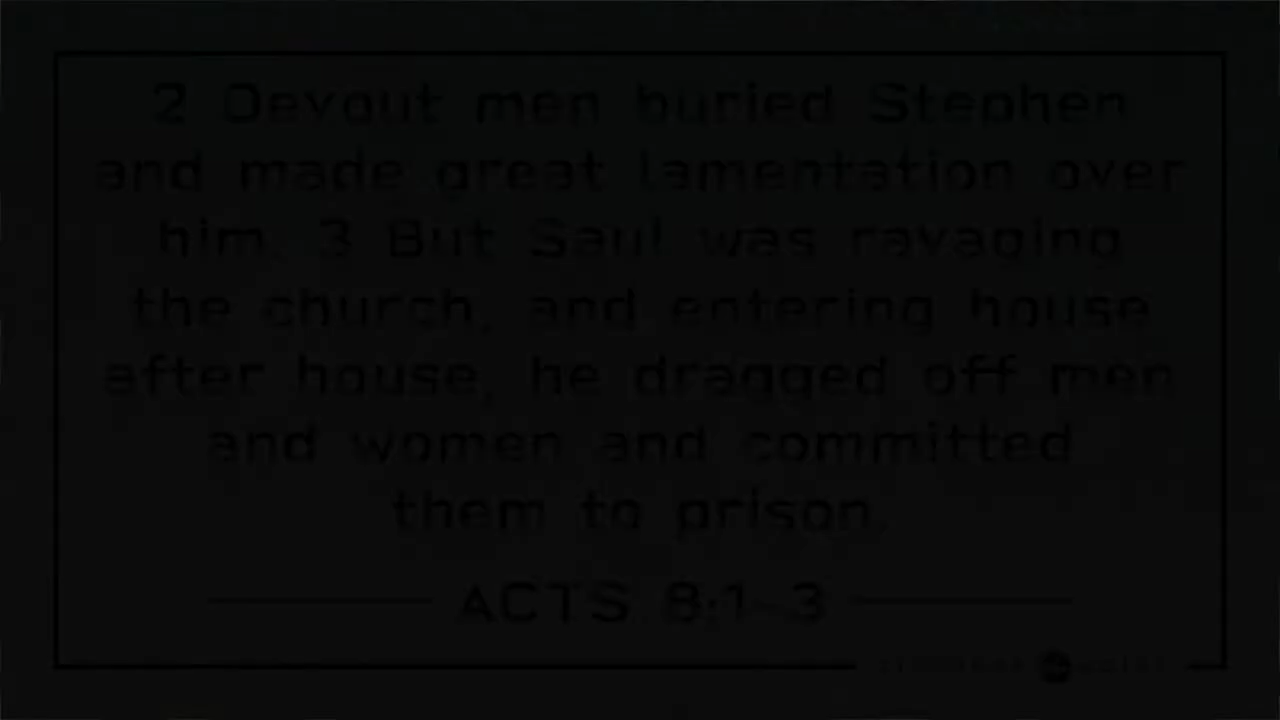 2 Devout men buried Stephen
and made great lamentation over
him. 3 But Saul was ravaging
the church, and entering house
after house, he dragged off men
and women and committed
them to prison.
ACTS 8:1-3